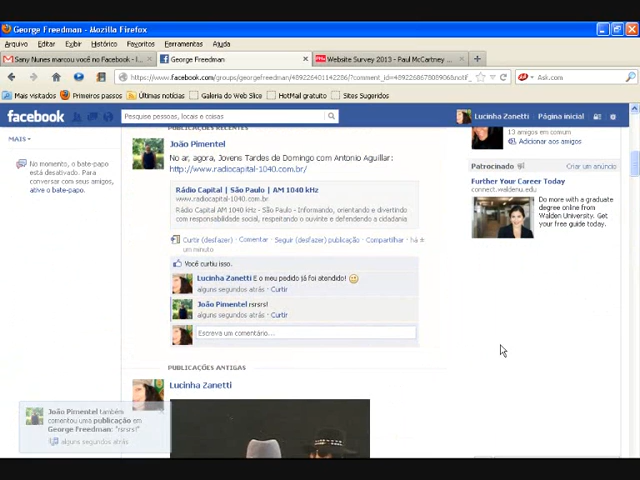 George Freedman - Mozilla Firefox
Arquivo Editar Exibir Histórico Favoritos Ferramentas Ajuda
Sany Nunes marcou você no Facebook - l...
George Freedman
Website Survey 2013 - Paul McCartney ...
https://www.facebook.com/groups/georgefreedman/
Ask.com
Mais visitados Primeiros passos Últimas notícias Galeria do Web Slice HotMail gratuito Sites Sugeridos
facebook
Pesquise pessoas, locais e coisas
Lucinha Zanetti Página inicial
MAIS
No momento, o bate-papo
está desativado. Para
conversar com seus amigos,
ative o bate-papo.
PUBLICAÇÕES RECENTES
João Pimentel
No ar, agora, Jovens Tardes de Domingo com Antonio Aguillar:
http://www.radiocapital-1040.com.br/
Rádio Capital | São Paulo | AM 1040 kHz
www.radiocapital-1040.com.br
Rádio Capital AM 1040 kHz - São Paulo - Informando, orientando e divertindo
com responsabilidade social, respeitando o ouvinte e defendendo a cidadania
Curtir (desfazer) · Comentar · Seguir (desfazer) publicação · Compartilhar · há ±
um minuto
Você curtiu isso.
Lucinha Zanetti E o meu pedido já foi atendido!
alguns segundos atrás · Curtir
João Pimentel rsrsrs!
alguns segundos atrás · Curtir
Escreva um comentário...
PUBLICAÇÕES ANTIGAS
Lucinha Zanetti
13 amigos em comum
Adicionar aos amigos
Patrocinado
Criar um anúncio
Further Your Career Today
connect.waldenu.edu
Do more with a graduate
degree online from
Walden University. Get
your free guide today.
João Pimentel também
comentou uma publicação em
George Freedman: "rsrsrs!"
alguns segundos atrás